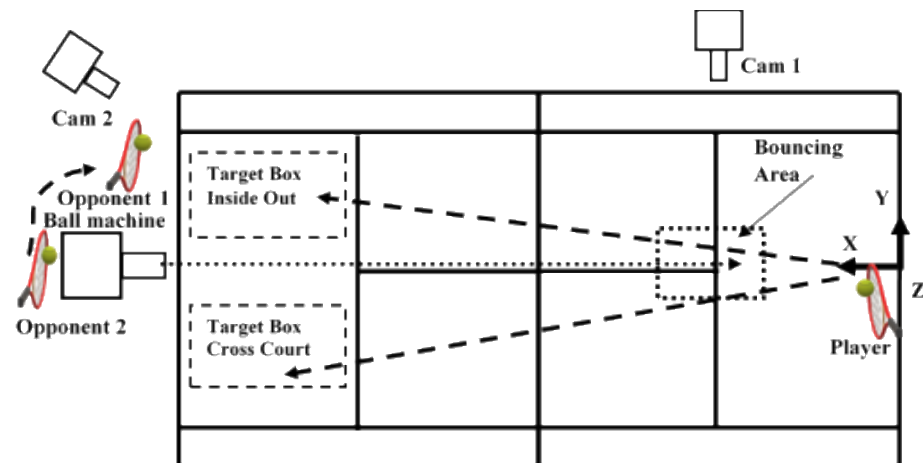 Cam 1
Cam 2
Bouncing
Area
Target Box
Inside Out
Opponent 1
Ball machine
Y
X
Z
Opponent 2
Target Box
Cross Court
Player